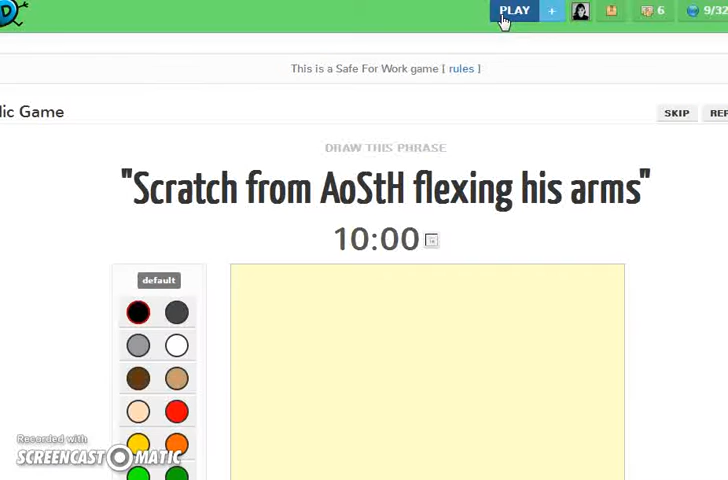 D
PLAY + 6 9/32
This is a Safe For Work game [ rules ]
lic Game
SKIP REP
DRAW THIS PHRASE
"Scratch from AoStH flexing his arms"
10:00
default
Recorded with
SCREENCAST-O-MATIC